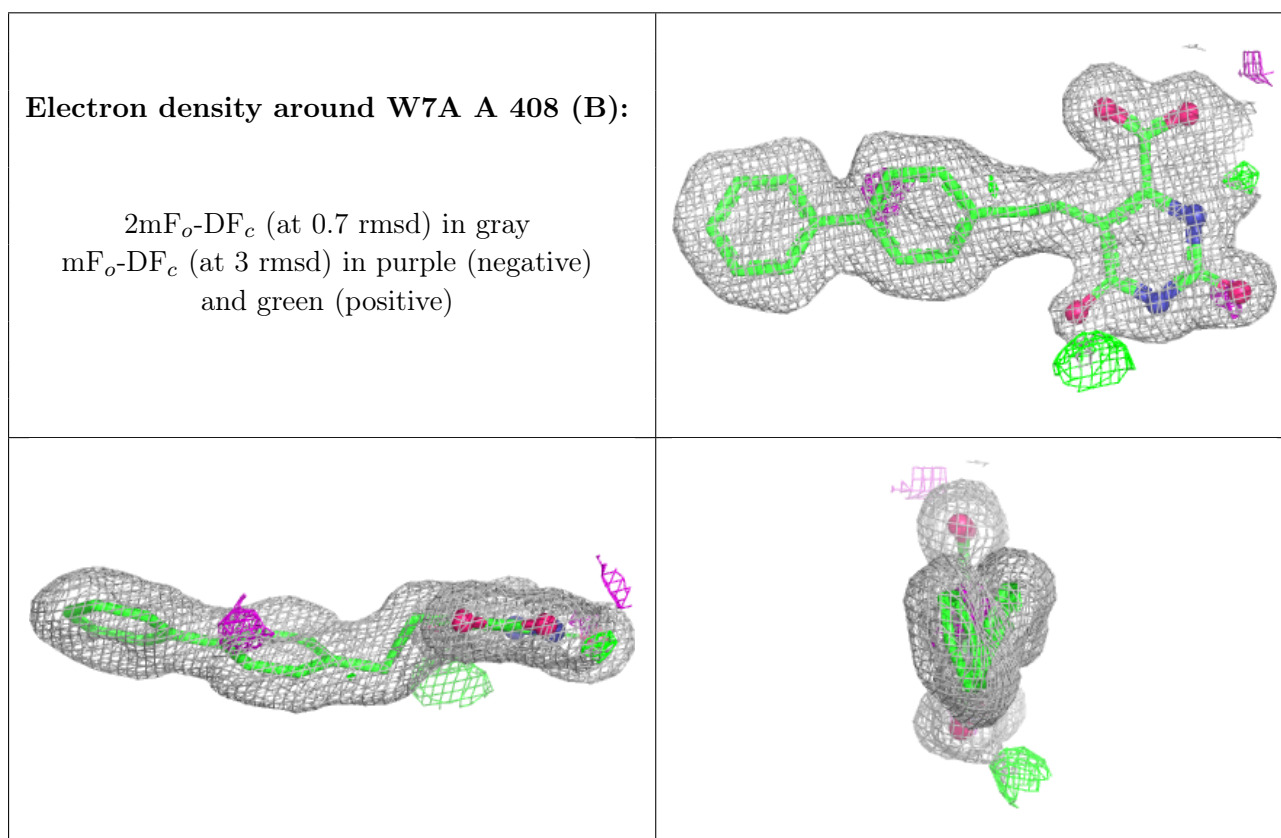 Electron density around W7A A 408 (B):
2mFₒ-DF𝒸 (at 0.7 rmsd) in gray
mFₒ-DF𝒸 (at 3 rmsd) in purple (negative)
and green (positive)